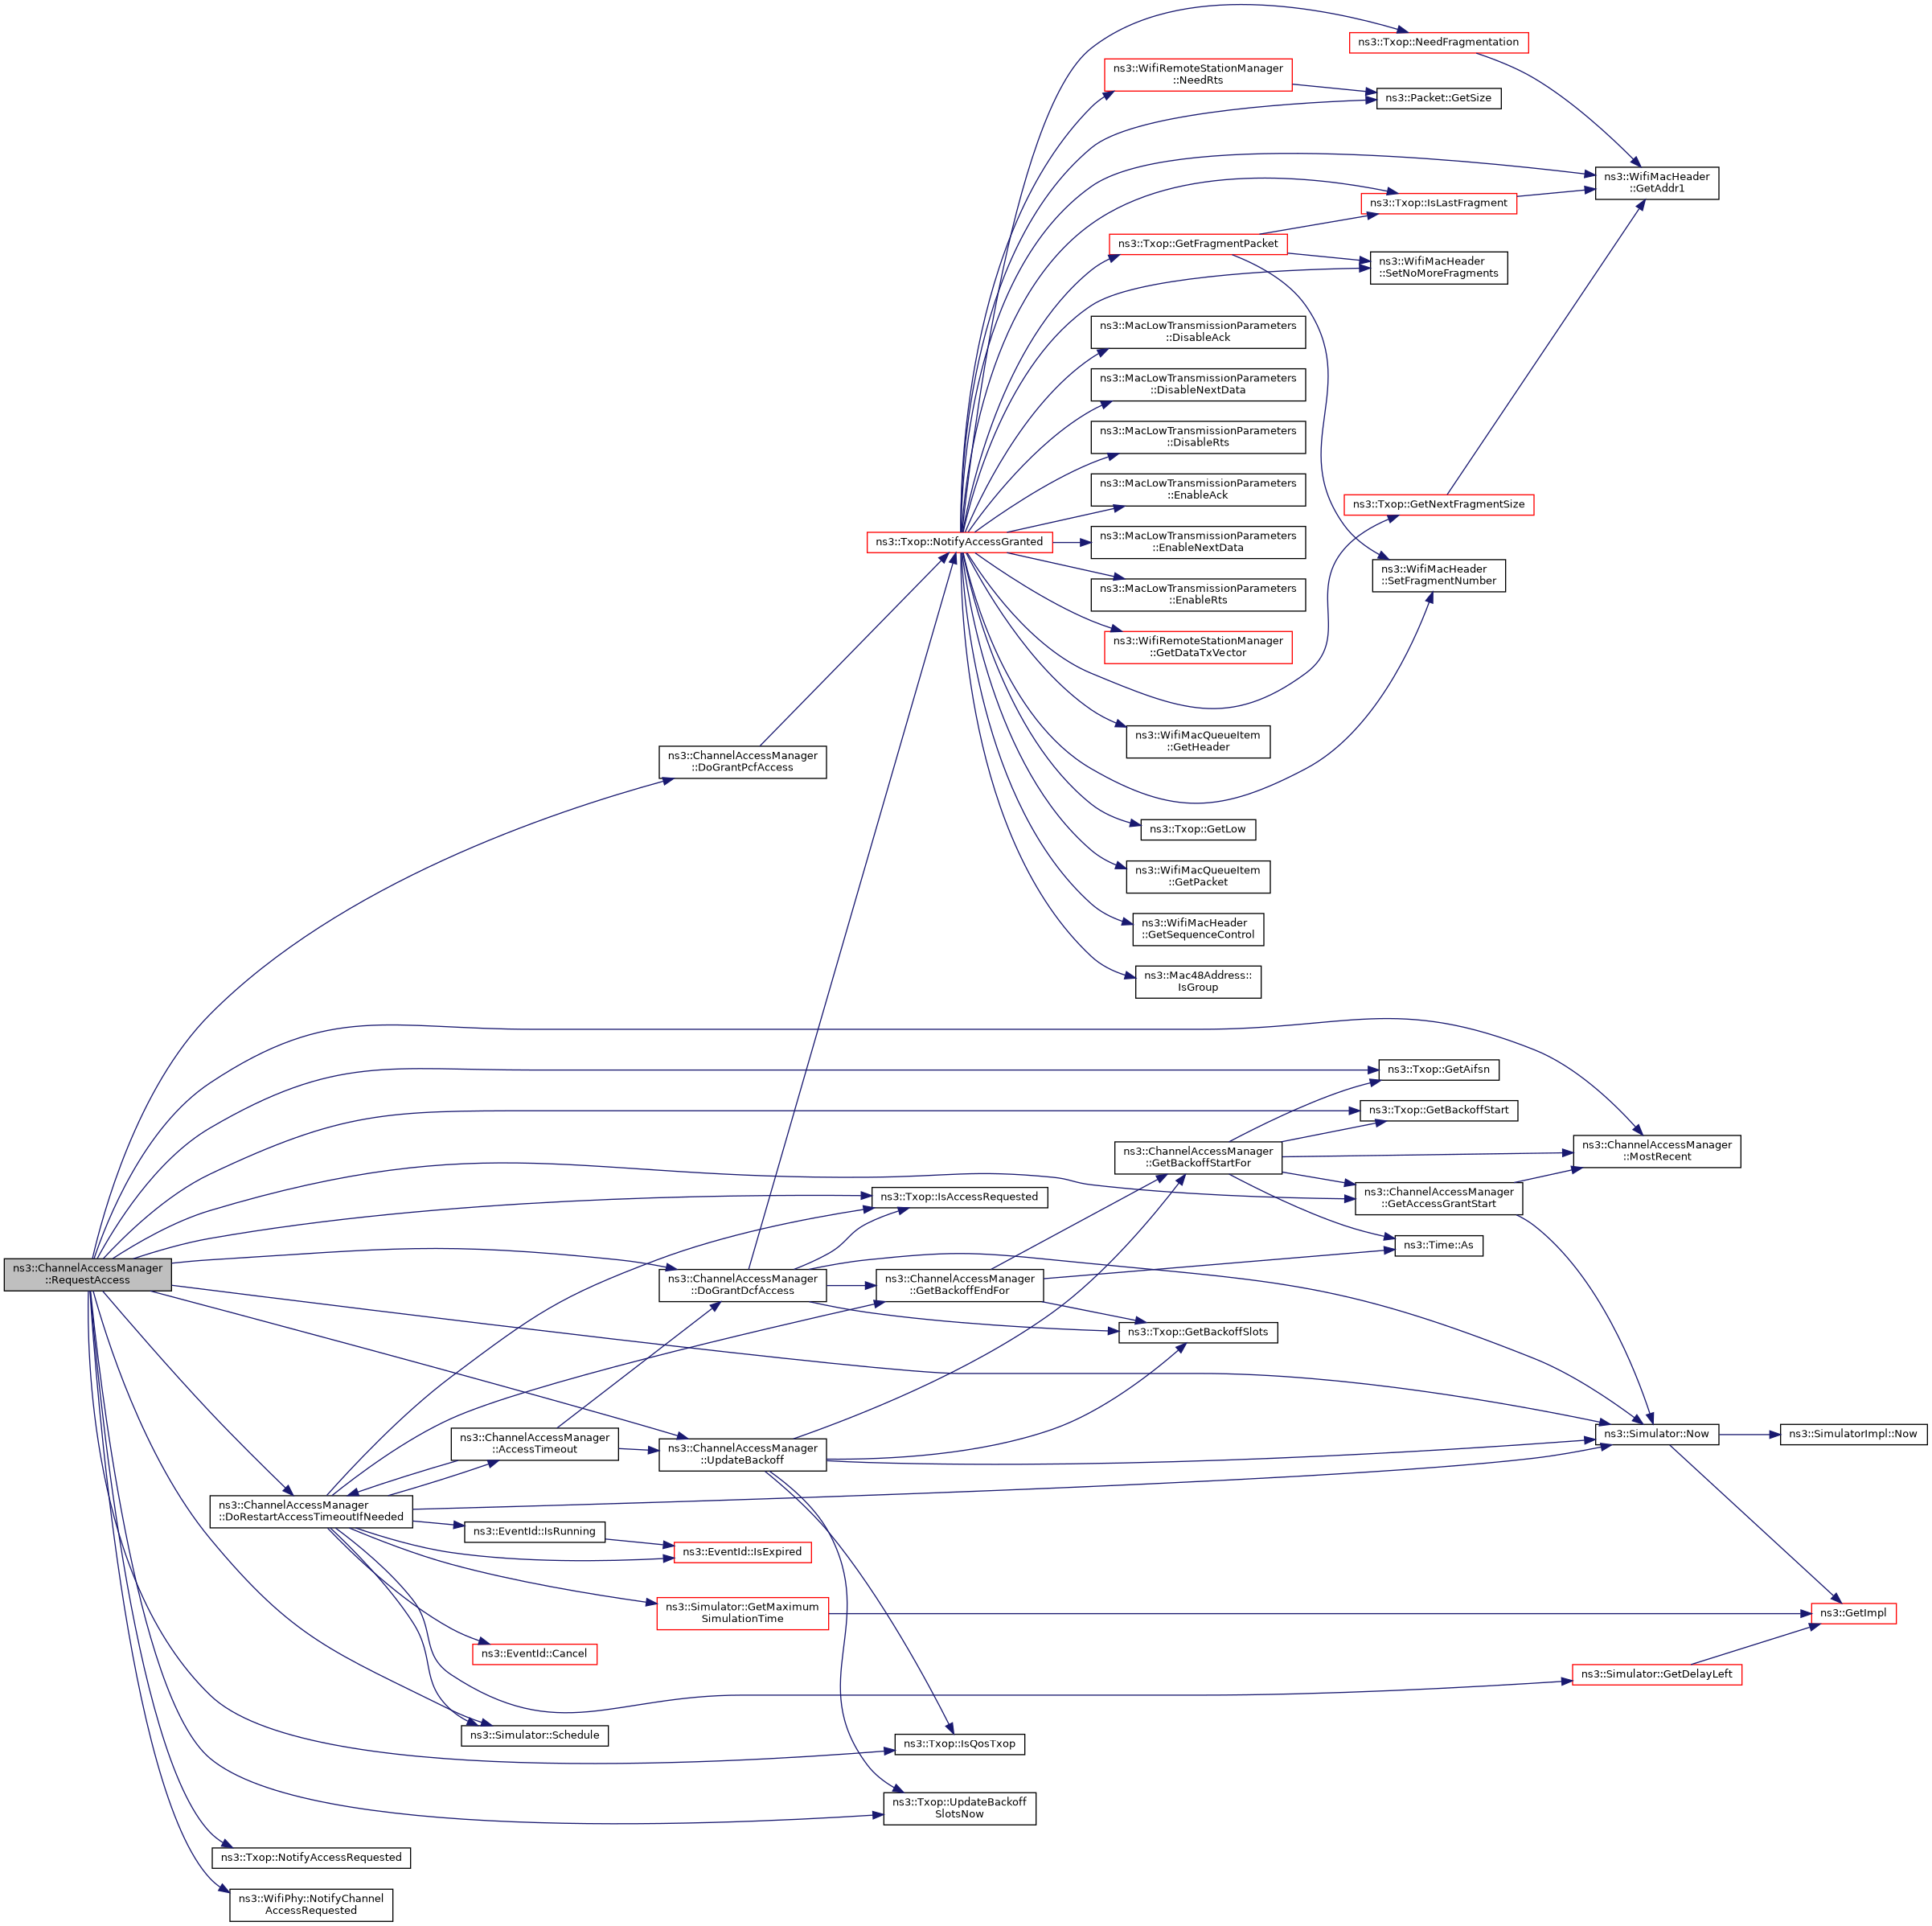 ns3::Txop::NeedFragmentation
ns3::WifiRemoteStationManager
::NeedRts
ns3::Packet::GetSize
ns3::WifiMacHeader
::GetAddr1
ns3::Txop::IsLastFragment
ns3::Txop::GetFragmentPacket
ns3::WifiMacHeader
::SetNoMoreFragments
ns3::MacLowTransmissionParameters
::DisableAck
ns3::MacLowTransmissionParameters
::DisableNextData
ns3::MacLowTransmissionParameters
::DisableRts
ns3::MacLowTransmissionParameters
::EnableAck
ns3::Txop::GetNextFragmentSize
ns3::Txop::NotifyAccessGranted
ns3::MacLowTransmissionParameters
::EnableNextData
ns3::WifiMacHeader
::SetFragmentNumber
ns3::MacLowTransmissionParameters
::EnableRts
ns3::WifiRemoteStationManager
::GetDataTxVector
ns3::WifiMacQueueItem
::GetHeader
ns3::ChannelAccessManager
::DoGrantPcfAccess
ns3::Txop::GetLow
ns3::WifiMacQueueItem
::GetPacket
ns3::WifiMacHeader
::GetSequenceControl
ns3::Mac48Address::
IsGroup
ns3::Txop::GetAifsn
ns3::Txop::GetBackoffStart
ns3::ChannelAccessManager
::MostRecent
ns3::ChannelAccessManager
::GetBackoffStartFor
ns3::Txop::IsAccessRequested
ns3::ChannelAccessManager
::GetAccessGrantStart
ns3::Time::As
ns3::ChannelAccessManager
::RequestAccess
ns3::ChannelAccessManager
::DoGrantDcfAccess
ns3::ChannelAccessManager
::GetBackoffEndFor
ns3::Txop::GetBackoffSlots
ns3::Simulator::Now
ns3::SimulatorImpl::Now
ns3::ChannelAccessManager
::AccessTimeout
ns3::ChannelAccessManager
::UpdateBackoff
ns3::ChannelAccessManager
::DoRestartAccessTimeoutIfNeeded
ns3::EventId::IsRunning
ns3::EventId::IsExpired
ns3::Simulator::GetMaximum
SimulationTime
ns3::GetImpl
ns3::EventId::Cancel
ns3::Simulator::GetDelayLeft
ns3::Simulator::Schedule
ns3::Txop::IsQosTxop
ns3::Txop::UpdateBackoff
SlotsNow
ns3::Txop::NotifyAccessRequested
ns3::WifiPhy::NotifyChannel
AccessRequested